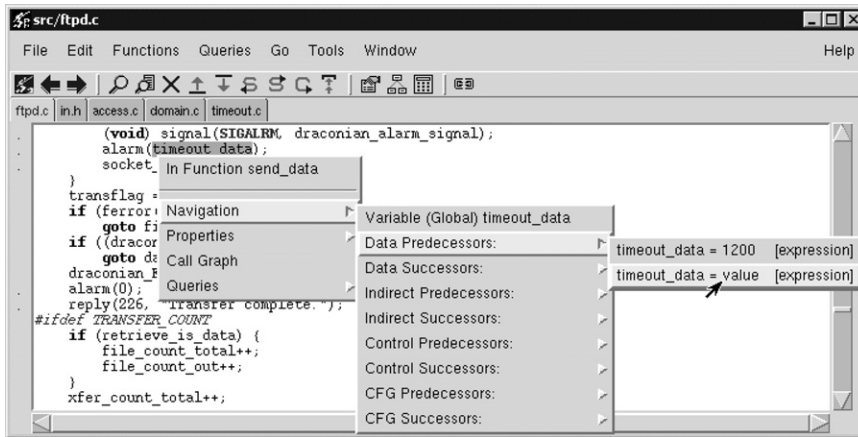 src/ftpd.c
File Edit Functions Queries Go Tools Window Help
ftpd.c in.h access.c domain.c timeout.c
(void) signal(SIGALRM, draconian_alarm_signal);
alarm(timeout_data);
socket_
In Function send_data
}
transflag =
Navigation
Variable (Global) timeout_data
if (ferror(
goto fi
Properties
Data Predecessors:
timeout_data = 1200 [expression]
if ((dracon
goto da
Call Graph
Data Successors:
timeout_data = value [expression]
draconian_F
alarm(0);
Queries
Indirect Predecessors:
reply(226, "Transfer complete.");
#ifdef TRANSFER_COUNT
Indirect Successors:
if (retrieve_is_data) {
Control Predecessors:
file_count_total++;
file_count_out++;
Control Successors:
}
CFG Predecessors:
xfer_count_total++;
CFG Successors: